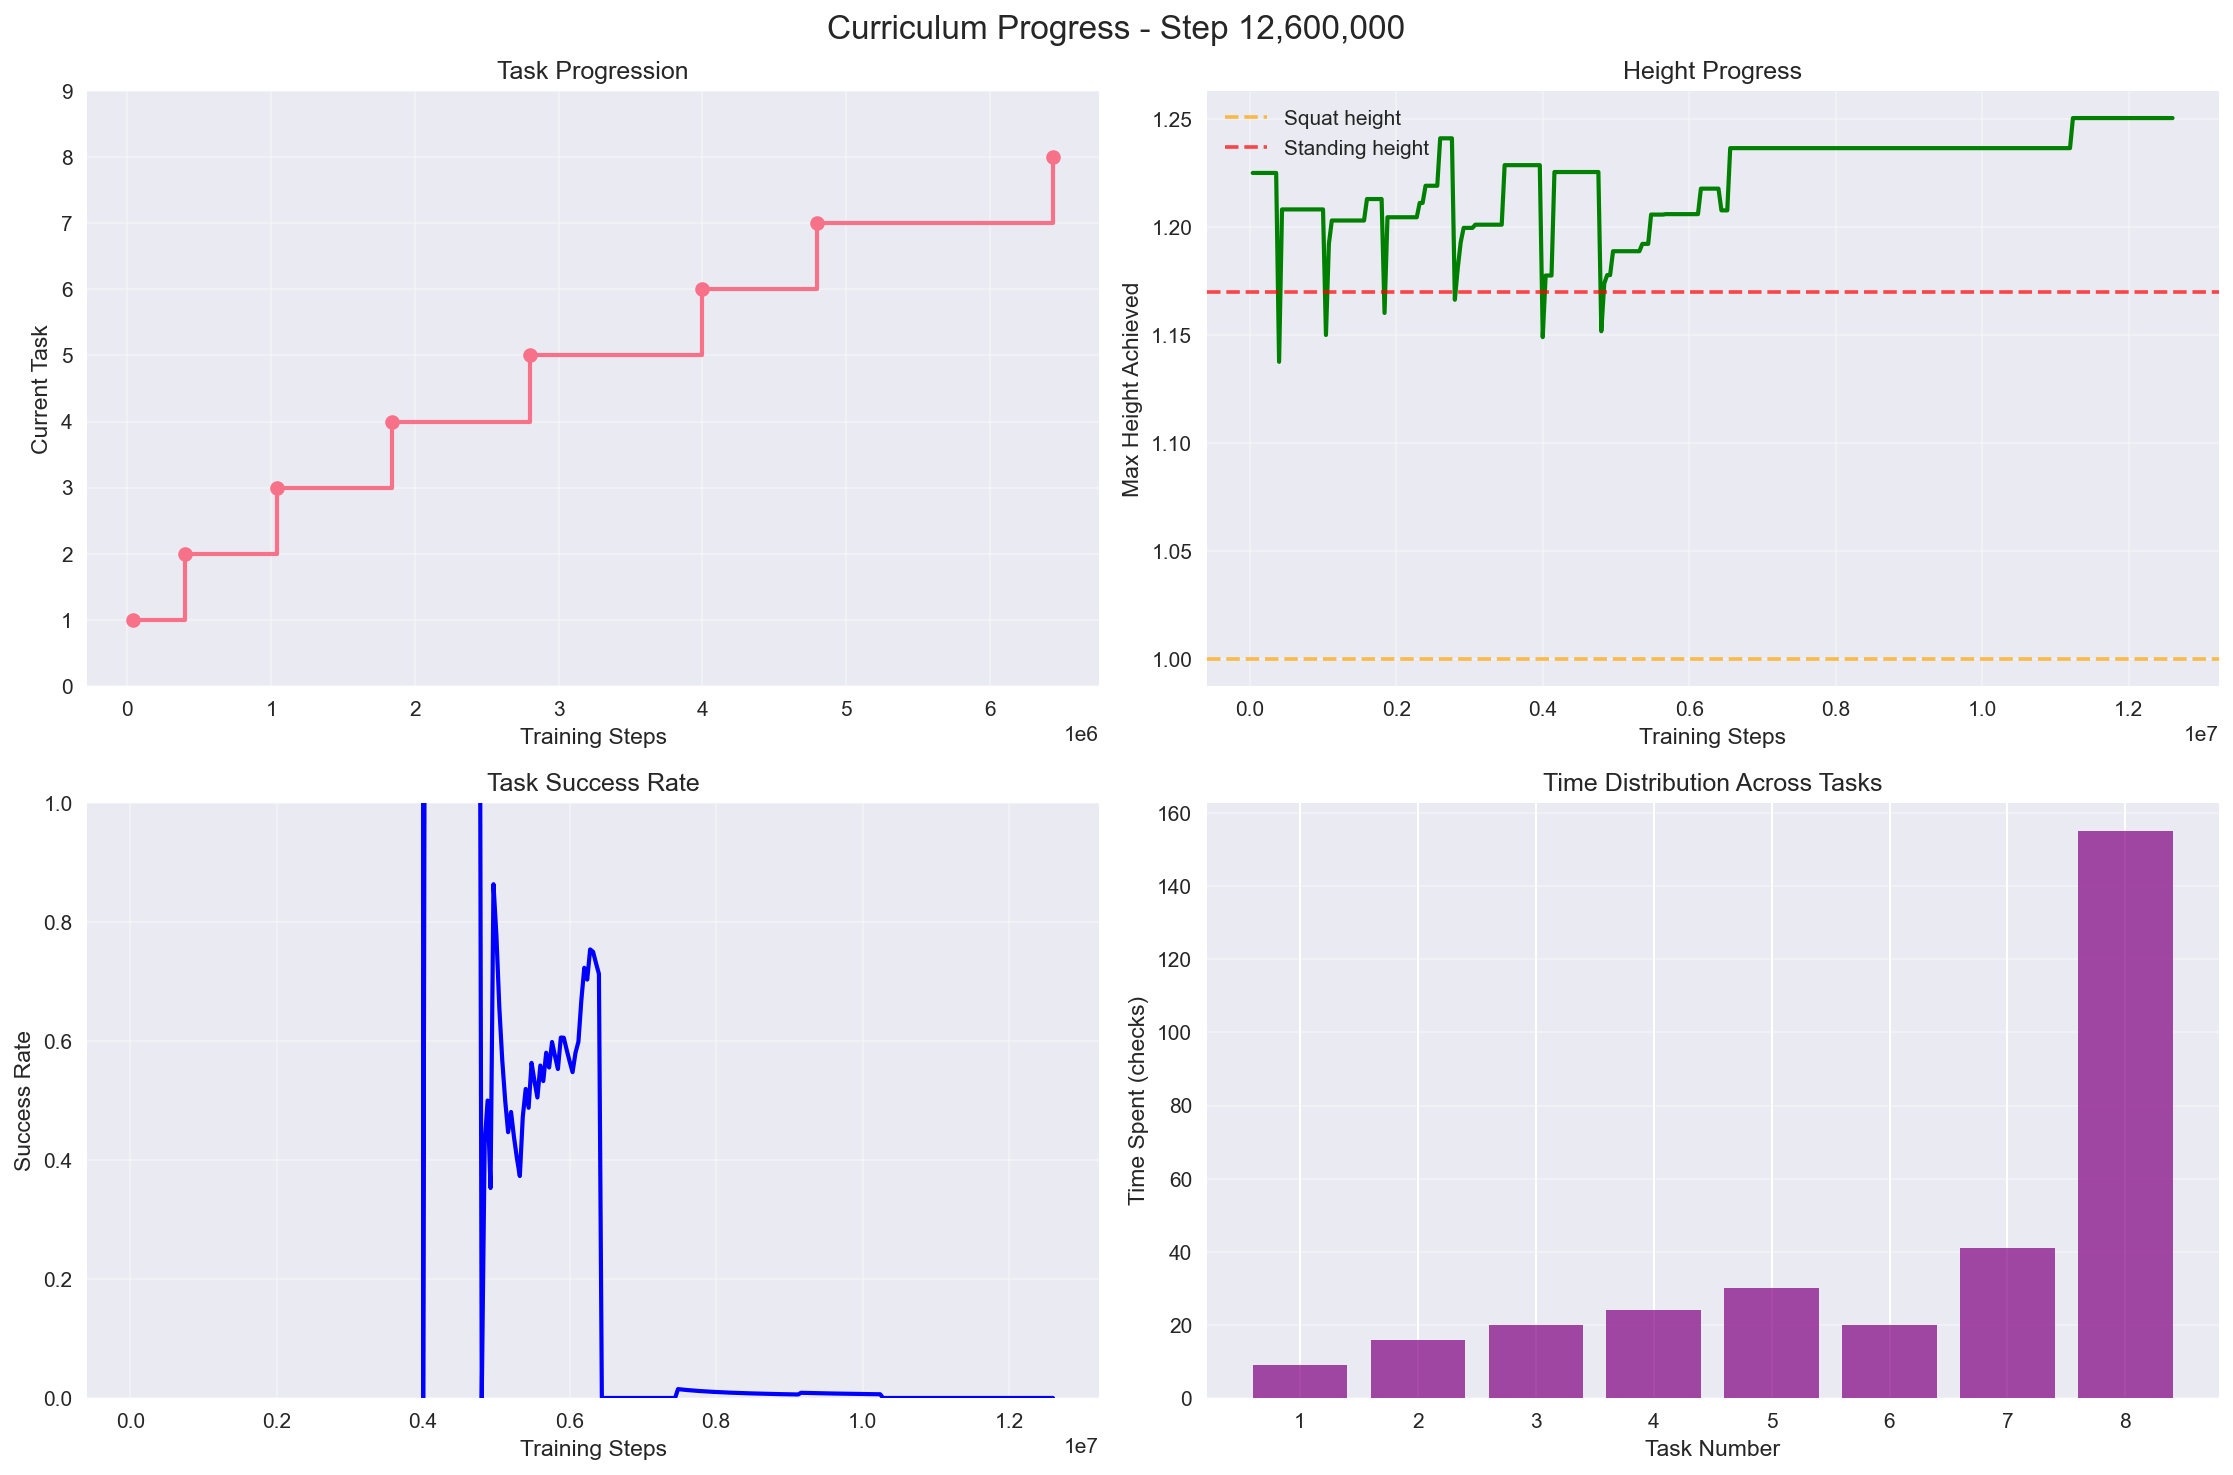 Curriculum Progress - Step 12,600,000
Task Progression
9
8
7
6
5
4
3
2
1
0
Current Task
0 1 2 3 4 5 6
1e6
Training Steps
Height Progress
Squat height
Standing height
1.25
1.20
1.15
1.10
1.05
1.00
Max Height Achieved
0.0 0.2 0.4 0.6 0.8 1.0 1.2
1e7
Training Steps
Task Success Rate
1.0
0.8
0.6
0.4
0.2
0.0
Success Rate
0.0 0.2 0.4 0.6 0.8 1.0 1.2
1e7
Training Steps
Time Distribution Across Tasks
160
140
120
100
80
60
40
20
0
Time Spent (checks)
1 2 3 4 5 6 7 8
Task Number